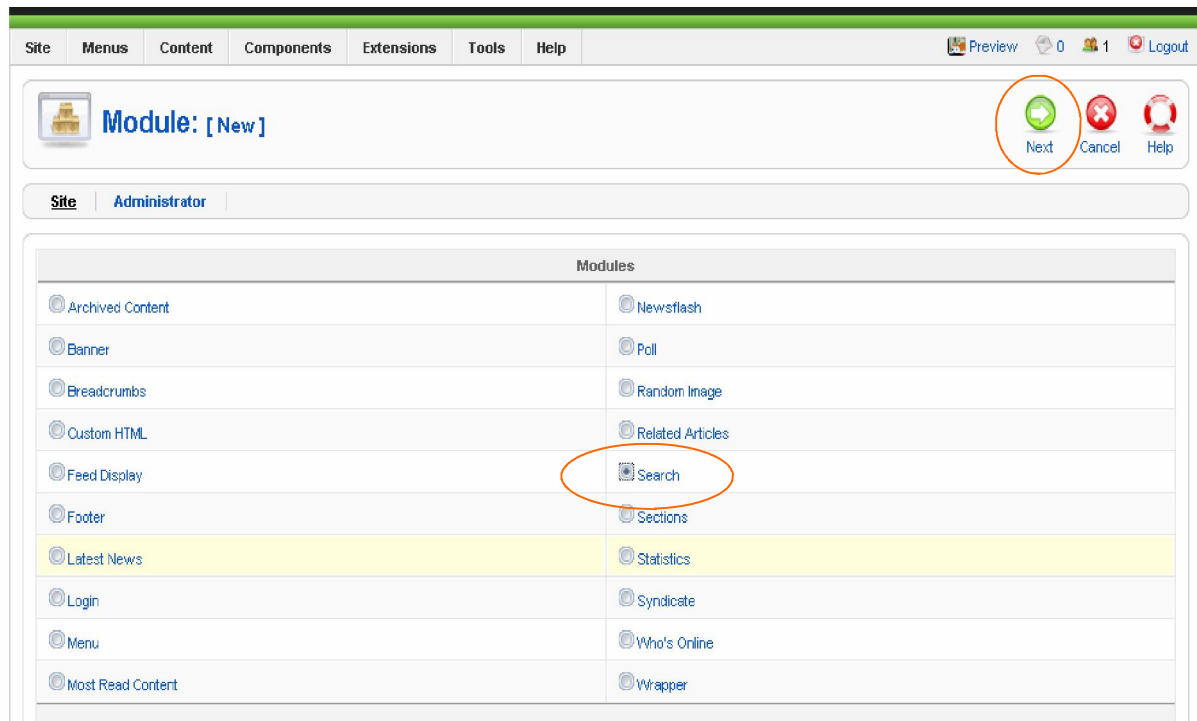 Site Menus Content Components Extensions Tools Help Preview 0 1 Logout
Module: [ New ]
Next Cancel Help
Site Administrator
Modules
Archived Content Newsflash
Banner Poll
Breadcrumbs Random Image
Custom HTML Related Articles
Feed Display Search
Footer Sections
Latest News Statistics
Login Syndicate
Menu Who's Online
Most Read Content Wrapper